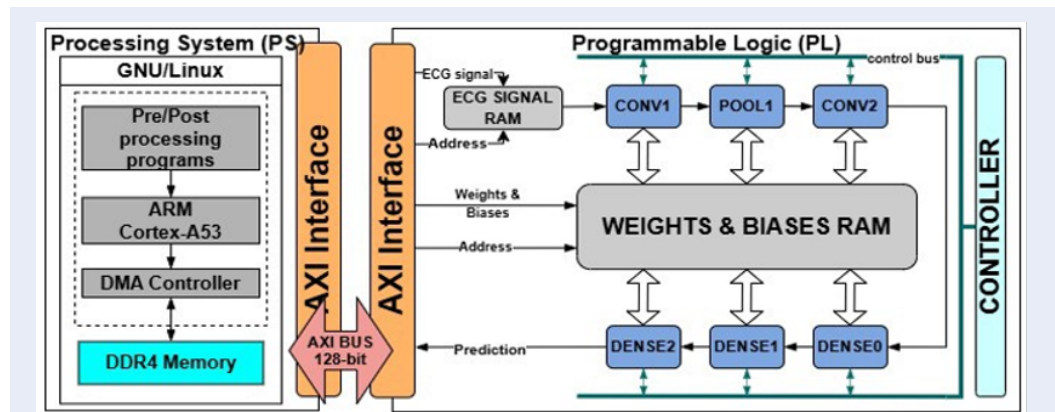 Processing System (PS)
GNU/Linux
Pre/Post
processing
programs
ARM
Cortex-A53
DMA Controller
DDR4 Memory
AXI Interface
AXI BUS
128-bit
AXI Interface
Programmable Logic (PL)
control bus
ECG signal
ECG SIGNAL
RAM
Address
CONV1
POOL1
CONV2
Weights &
Biases
Address
WEIGHTS & BIASES RAM
Prediction
DENSE2
DENSE1
DENSE0
CONTROLLER